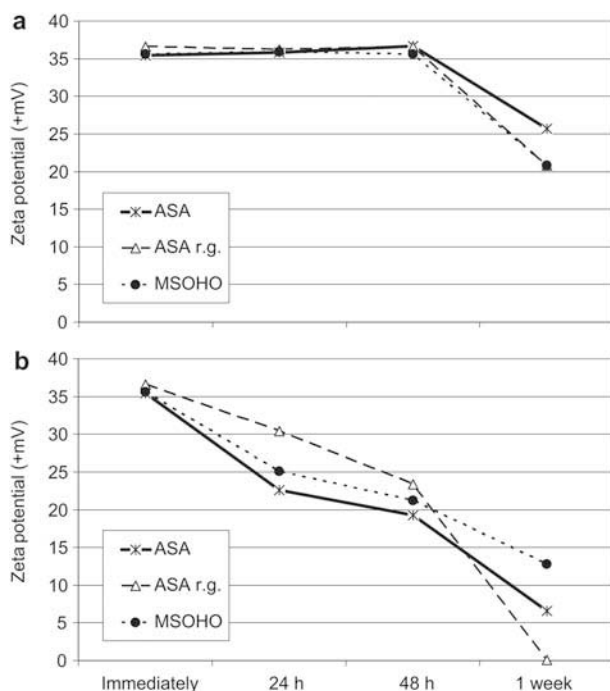 a
Zeta potential (+mV)
40
35
30
25
20
15
10
5
0
ASA
ASA r.g.
MSOHO
b
Zeta potential (+mV)
40
35
30
25
20
15
10
5
0
ASA
ASA r.g.
MSOHO
Immediately 24 h 48 h 1 week